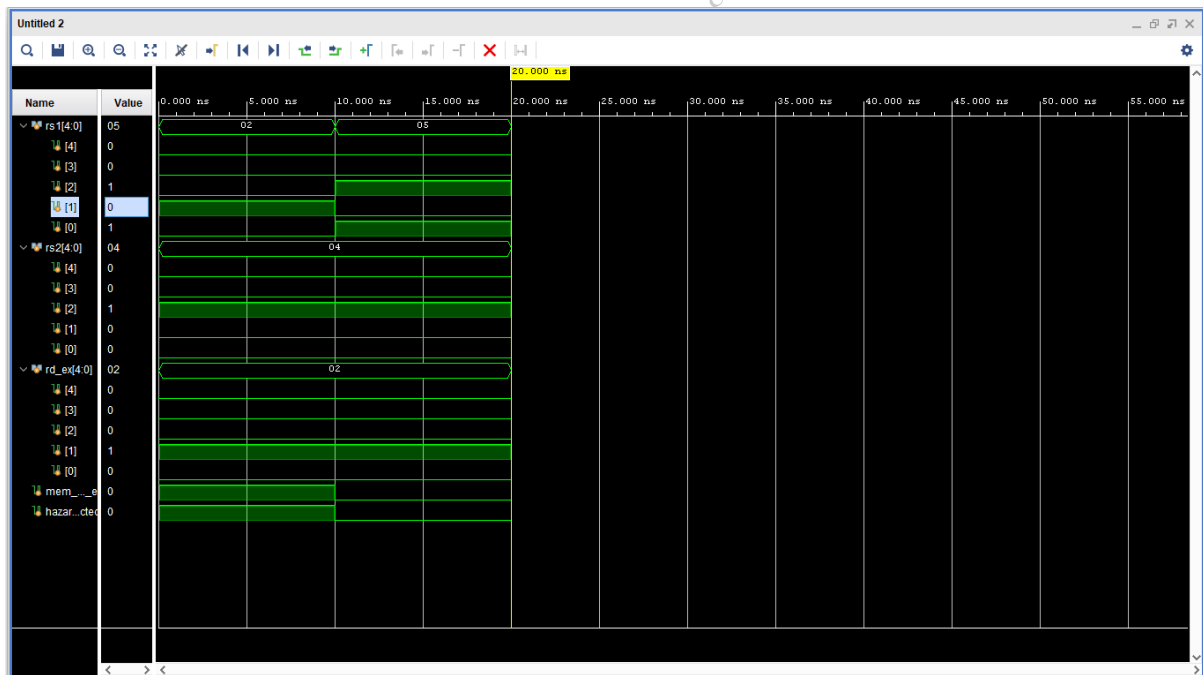 Untitled 2
20.000 ns
Name Value 0.000 ns 5.000 ns 10.000 ns 15.000 ns 20.000 ns 25.000 ns 30.000 ns 35.000 ns 40.000 ns 45.000 ns 50.000 ns 55.000 ns
rs1[4:0] 05 02 05
[4] 0
[3] 0
[2] 1
[1] 0
[0] 1
rs2[4:0] 04 04
[4] 0
[3] 0
[2] 1
[1] 0
[0] 0
rd_ex[4:0] 02 02
[4] 0
[3] 0
[2] 0
[1] 1
[0] 0
mem_..._e 0
hazar...cted 0